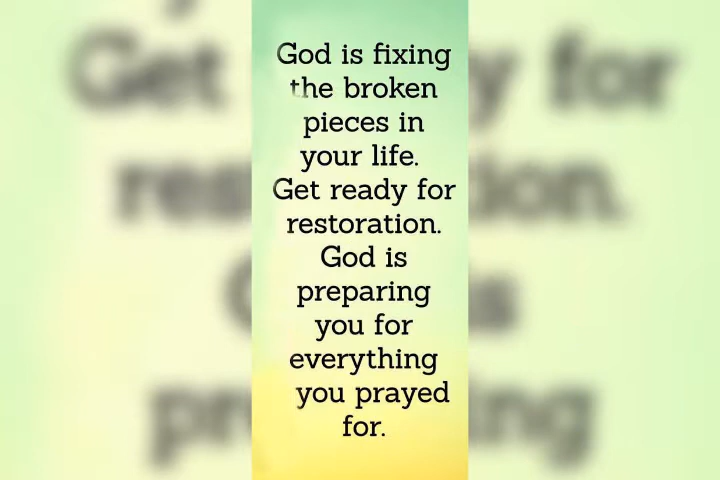 God is fixing
the broken
pieces in
your life.
Get ready for
restoration.
God is
preparing
you for
everything
you prayed
for.